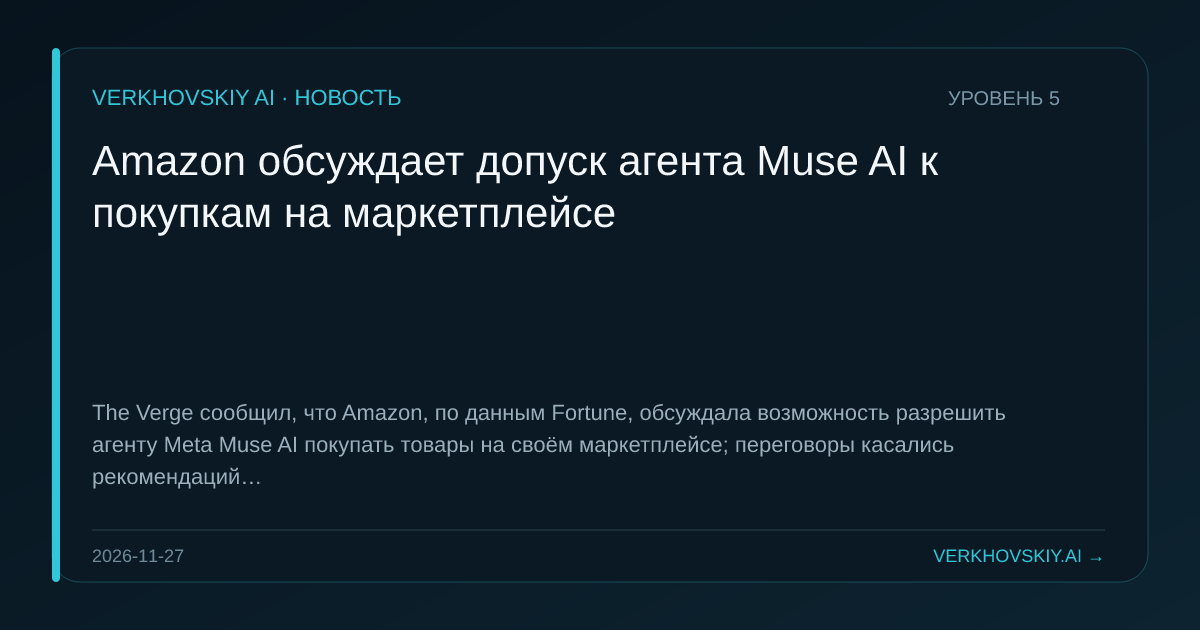 VERKHOVSKIY AI · НОВОСТЬ
УРОВЕНЬ 5
Amazon обсуждает допуск агента Muse AI к
покупкам на маркетплейсе
The Verge сообщил, что Amazon, по данным Fortune, обсуждала возможность разрешить
агенту Meta Muse AI покупать товары на своём маркетплейсе; переговоры касались
рекомендаций…
2026-11-27
VERKHOVSKIY.AI →